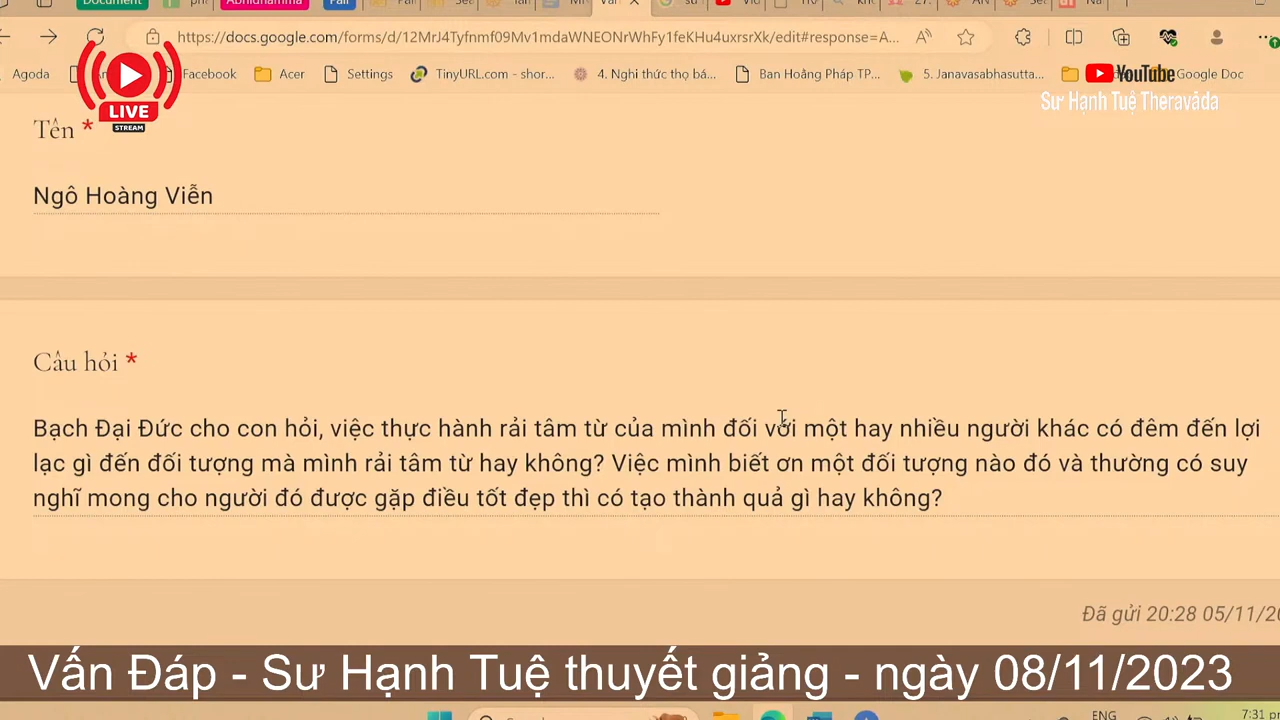 Document
Abhidhamma
Pali
https://docs.google.com/forms/d/12MrJ4Tyfnmf09Mv1mdaWNEONrWhFy1feKHu4uxrsrXk/edit#response=A...
Agoda
Facebook
Acer
Settings
TinyURL.com - shor...
4. Nghi thức thọ bá...
Ban Hoằng Pháp TP...
5. Janavasabhasutta...
Google Doc
YouTube
Sư Hạnh Tuệ Theravāda
LIVE
STREAM
Tên *
Ngô Hoàng Viễn
Câu hỏi *
Bạch Đại Đức cho con hỏi, việc thực hành rải tâm từ của mình đối với một hay nhiều người khác có đêm đến lợi
lạc gì đến đối tượng mà mình rải tâm từ hay không? Việc mình biết ơn một đối tượng nào đó và thường có suy
nghĩ mong cho người đó được gặp điều tốt đẹp thì có tạo thành quả gì hay không?
Đã gửi 20:28 05/11/20
Vấn Đáp - Sư Hạnh Tuệ thuyết giảng - ngày 08/11/2023
ENG
7:31 pm